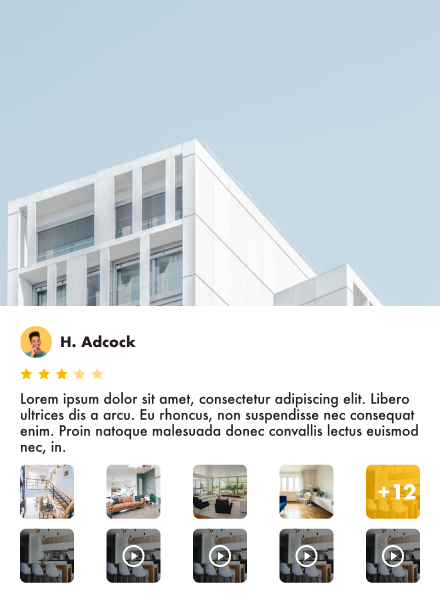 H. Adcock
Lorem ipsum dolor sit amet, consectetur adipiscing elit. Libero
ultrices dis a arcu. Eu rhoncus, non suspendisse nec consequat
enim. Proin natoque malesuada donec convallis lectus euismod
nec, in.
+12